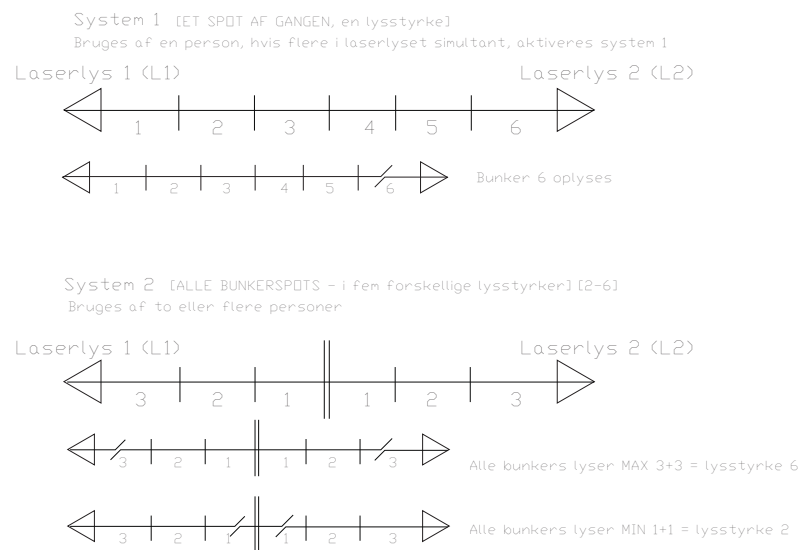 System 1 [ET SPOT AF GANGEN, en lysstyrke]
Bruges af en person, hvis flere i laserlyset simultant, aktiveres system 1
Laserlys 1 (L1) Laserlys 2 (L2)
1 2 3 4 5 6
1 2 3 4 5 6 Bunker 6 oplyses
System 2 [ALLE BUNKERSPOTS - i fem forskellige lysstyrker] [2-6]
Bruges af to eller flere personer
Laserlys 1 (L1) Laserlys 2 (L2)
3 2 1 1 2 3
3 2 1 1 2 3 Alle bunkers lyser MAX 3+3 = lysstyrke 6
3 2 1 1 2 3 Alle bunkers lyser MIN 1+1 = lysstyrke 2